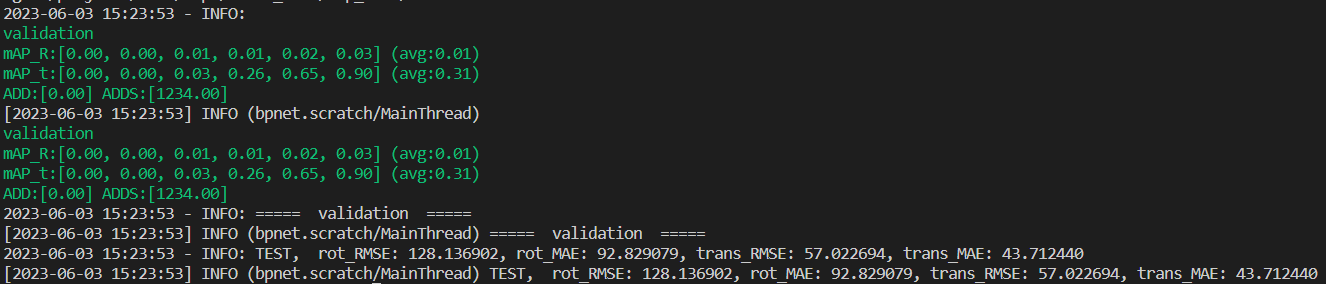 2023-06-03 15:23:53 - INFO:
validation
mAP_R:[0.00, 0.00, 0.01, 0.01, 0.02, 0.03] (avg:0.01)
mAP_t:[0.00, 0.00, 0.03, 0.26, 0.65, 0.90] (avg:0.31)
ADD:[0.00] ADDS:[1234.00]
[2023-06-03 15:23:53] INFO (bpnet.scratch/MainThread)
validation
mAP_R:[0.00, 0.00, 0.01, 0.01, 0.02, 0.03] (avg:0.01)
mAP_t:[0.00, 0.00, 0.03, 0.26, 0.65, 0.90] (avg:0.31)
ADD:[0.00] ADDS:[1234.00]
2023-06-03 15:23:53 - INFO: =====  validation  =====
[2023-06-03 15:23:53] INFO (bpnet.scratch/MainThread) =====  validation  =====
2023-06-03 15:23:53 - INFO: TEST,  rot_RMSE: 128.136902, rot_MAE: 92.829079, trans_RMSE: 57.022694, trans_MAE: 43.712440
[2023-06-03 15:23:53] INFO (bpnet.scratch/MainThread) TEST,  rot_RMSE: 128.136902, rot_MAE: 92.829079, trans_RMSE: 57.022694, trans_MAE: 43.712440